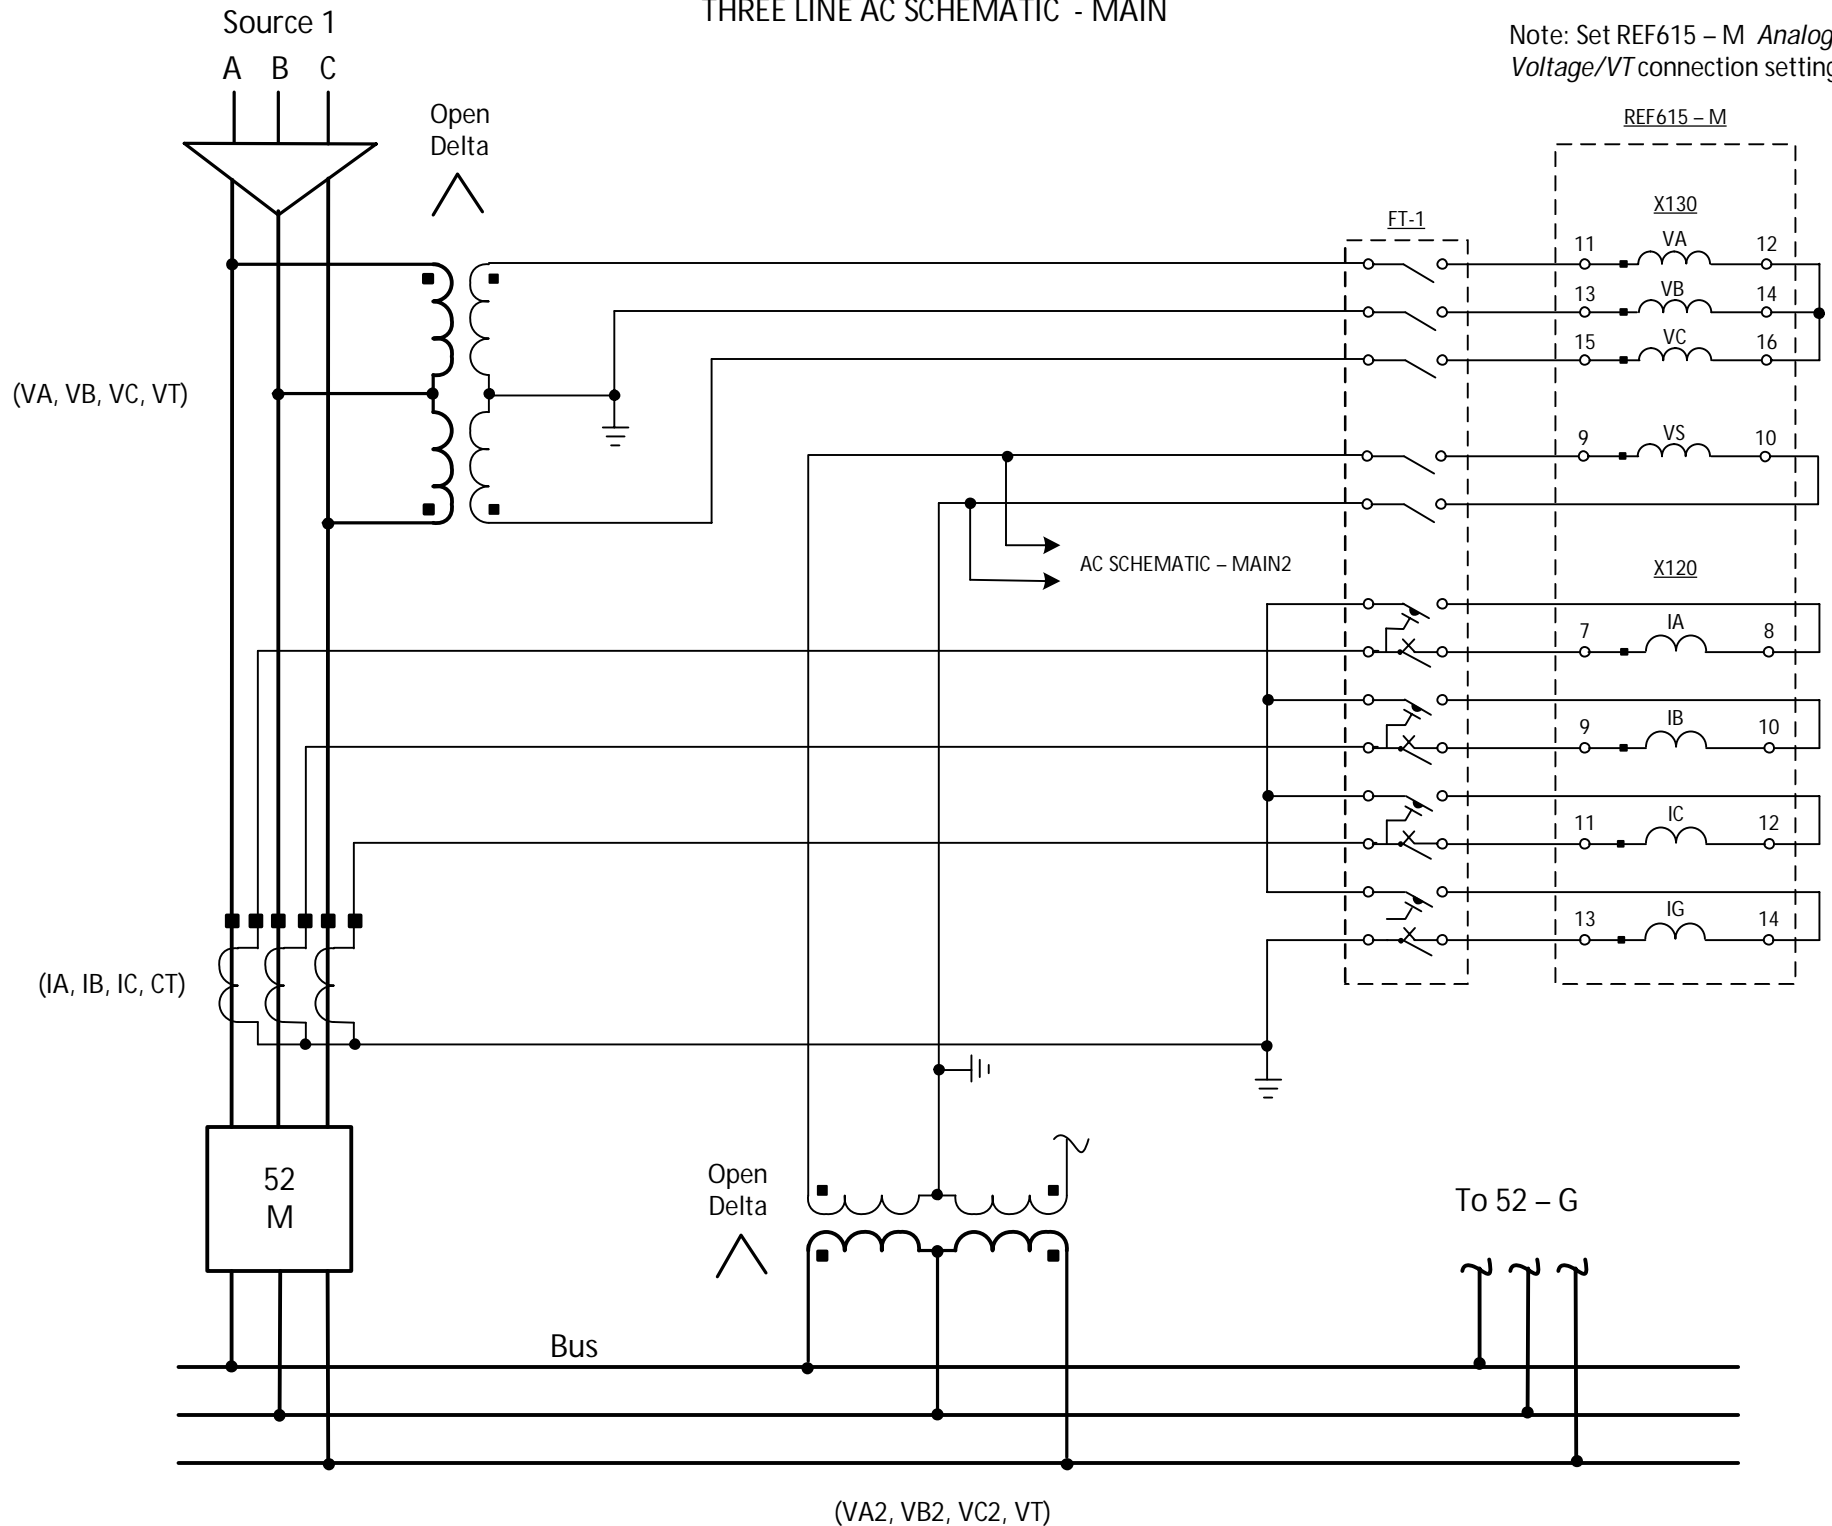 THREE LINE AC SCHEMATIC - MAIN
Source 1
A B C
Note: Set REF615 – M Analog
Voltage/VT connection setting
Open
Delta
REF615 – M
FT-1
X130
11 VA 12
13 VB 14
15 VC 16
(VA, VB, VC, VT)
9 VS 10
AC SCHEMATIC – MAIN2
X120
7 IA 8
9 IB 10
11 IC 12
13 IG 14
(IA, IB, IC, CT)
52
M
Open
Delta
To 52 – G
Bus
(VA2, VB2, VC2, VT)